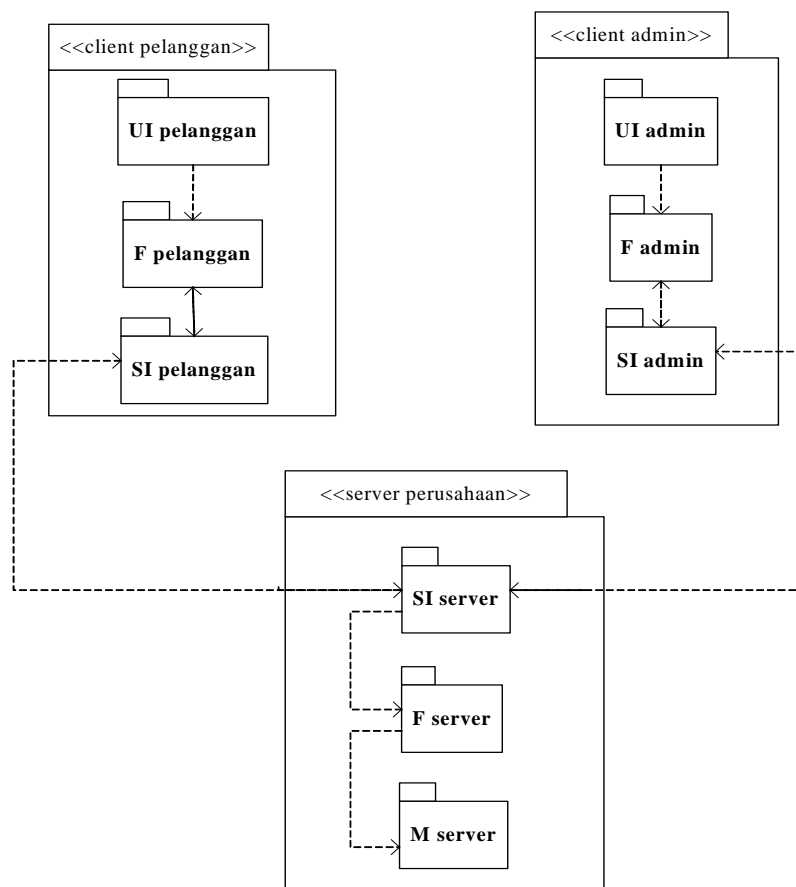 <<client pelanggan>>
UI pelanggan
F pelanggan
SI pelanggan
<<client admin>>
UI admin
F admin
SI admin
<<server perusahaan>>
SI server
F server
M server